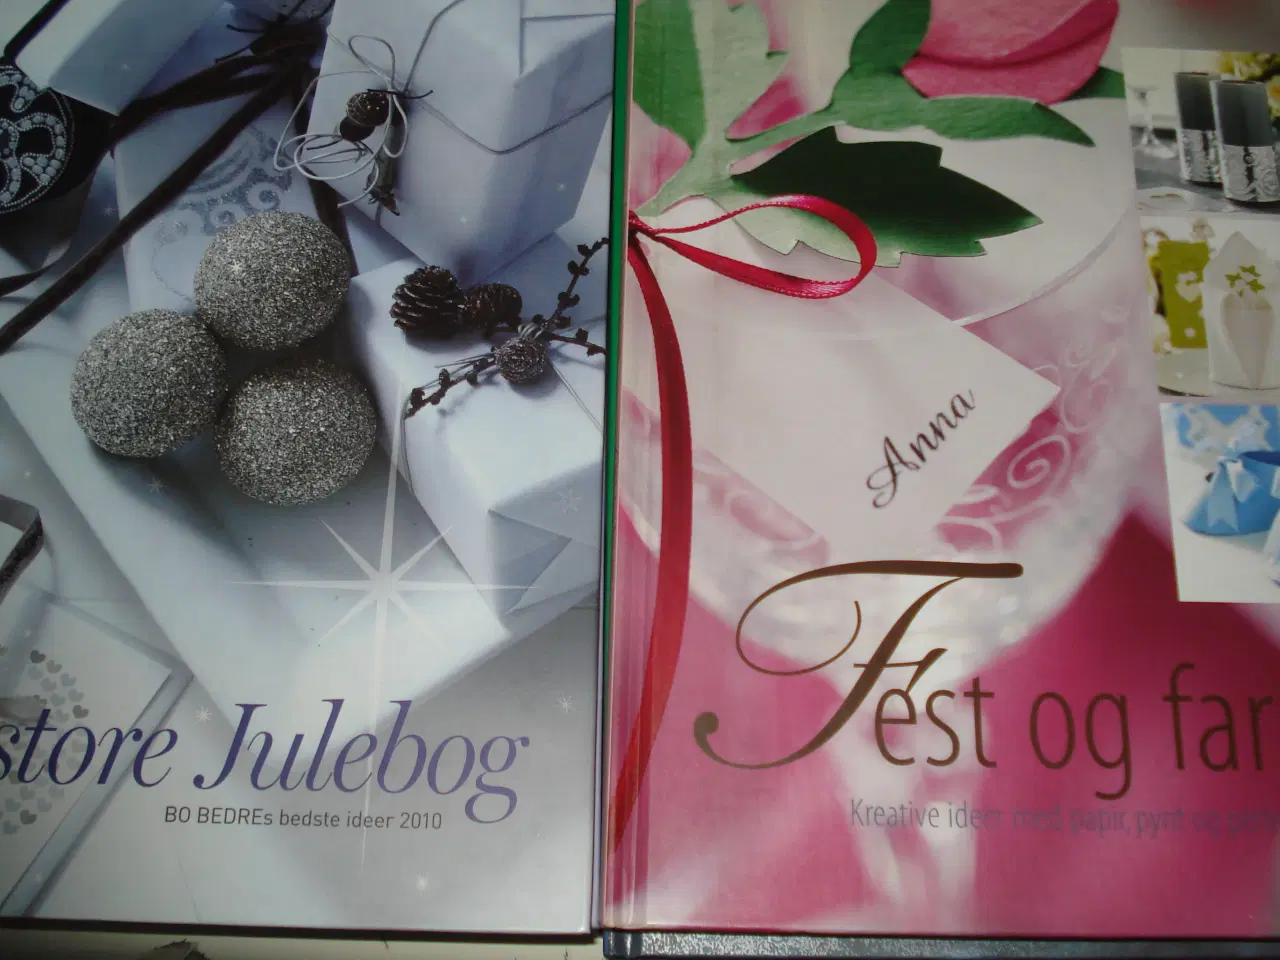 store Julebog
BO BEDREs bedste ideer 2010
Anna
Fest og far
Kreative ideer med papir, pynt og